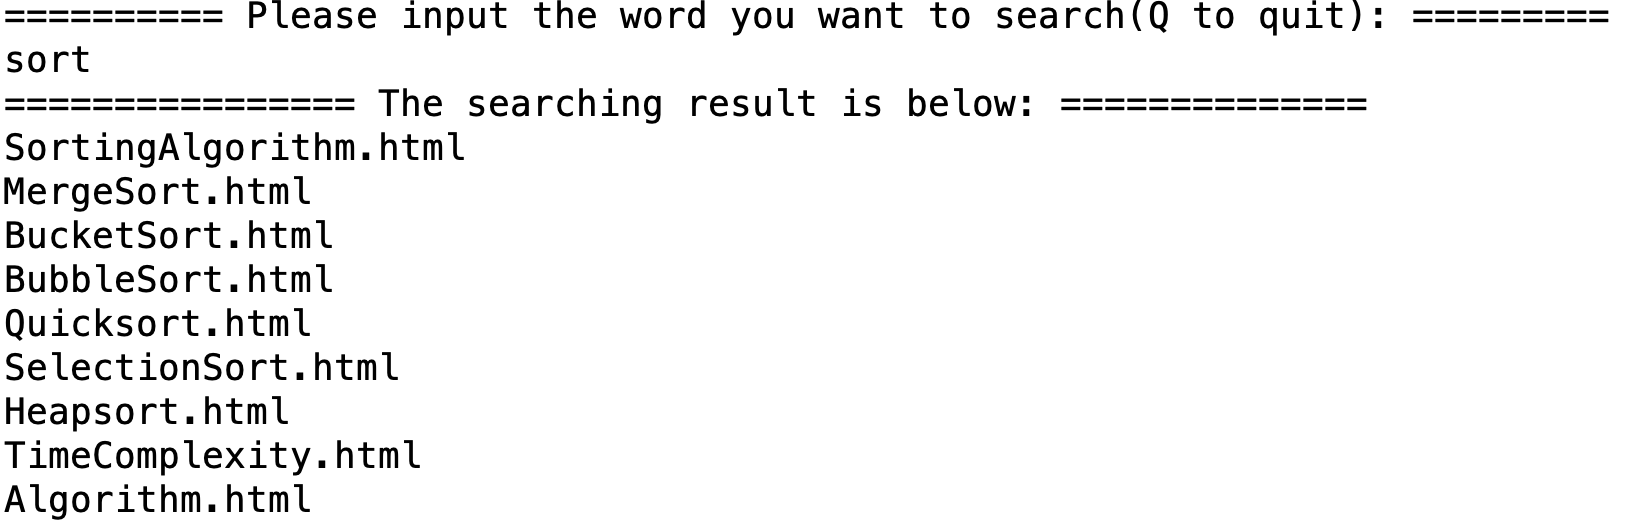 ========== Please input the word you want to search(Q to quit): =========
sort
================ The searching result is below: ==============
SortingAlgorithm.html
MergeSort.html
BucketSort.html
BubbleSort.html
Quicksort.html
SelectionSort.html
Heapsort.html
TimeComplexity.html
Algorithm.html